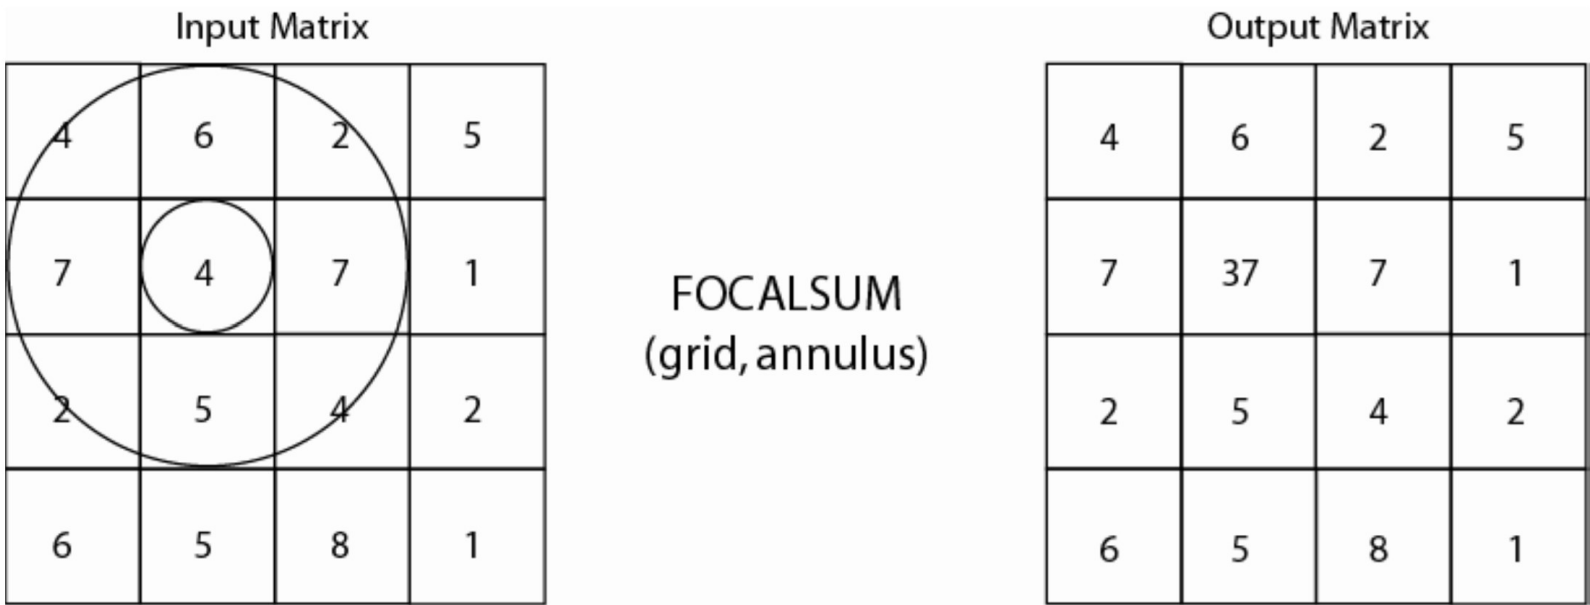 Input Matrix
4 6 2 5
7 4 7 1
2 5 4 2
6 5 8 1
FOCALSUM
(grid, annulus)
Output Matrix
4 6 2 5
7 37 7 1
2 5 4 2
6 5 8 1